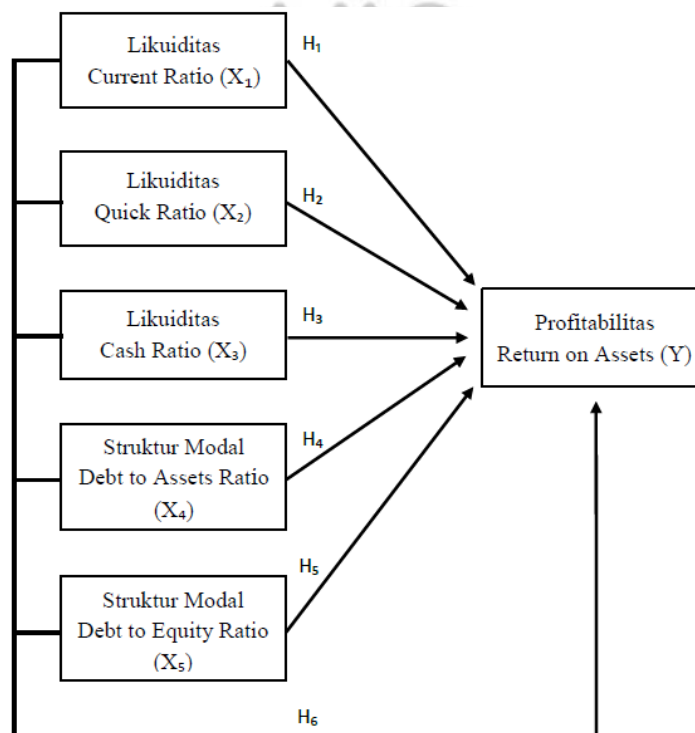 Likuiditas
Current Ratio (X₁)
H₁
Likuiditas
Quick Ratio (X₂)
H₂
Likuiditas
Cash Ratio (X₃)
H₃
Profitabilitas
Return on Assets (Y)
Struktur Modal
Debt to Assets Ratio
(X₄)
H₄
Struktur Modal
Debt to Equity Ratio
(X₅)
H₅
H₆